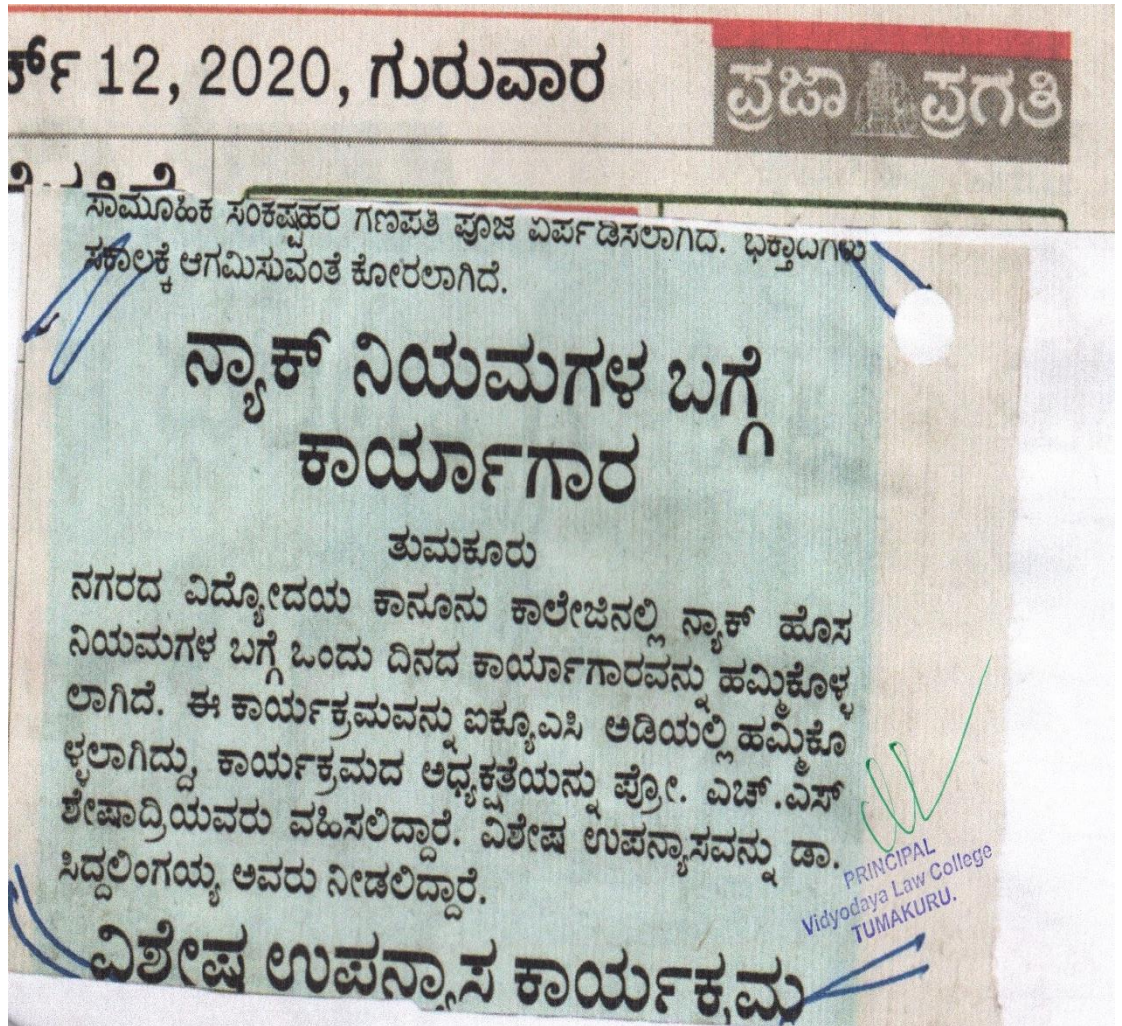 ರ್ಚ್ 12, 2020, ಗುರುವಾರ
ಪ್ರಜಾ ಪ್ರಗತಿ
ಸಾಮೂಹಿಕ ಸಂಕಷ್ಟಹರ ಗಣಪತಿ ಪೂಜೆ ಏರ್ಪಡಿಸಲಾಗಿದೆ. ಭಕ್ತಾದಿಗಳು
ಸಕಾಲಕ್ಕೆ ಆಗಮಿಸುವಂತೆ ಕೋರಲಾಗಿದೆ.
ನ್ಯಾಕ್ ನಿಯಮಗಳ ಬಗ್ಗೆ
ಕಾರ್ಯಾಗಾರ
ತುಮಕೂರು
ನಗರದ ವಿದ್ಯೋದಯ ಕಾನೂನು ಕಾಲೇಜಿನಲ್ಲಿ ನ್ಯಾಕ್ ಹೊಸ
ನಿಯಮಗಳ ಬಗ್ಗೆ ಒಂದು ದಿನದ ಕಾರ್ಯಾಗಾರವನ್ನು ಹಮ್ಮಿಕೊಳ್ಳ
ಲಾಗಿದೆ. ಈ ಕಾರ್ಯಕ್ರಮವನ್ನು ಐಕ್ಯೂಎಸಿ ಅಡಿಯಲ್ಲಿ ಹಮ್ಮಿಕೊ
ಳ್ಳಲಾಗಿದ್ದು, ಕಾರ್ಯಕ್ರಮದ ಅಧ್ಯಕ್ಷತೆಯನ್ನು ಪ್ರೋ. ಎಚ್.ಎಸ್
ಶೇಷಾದ್ರಿಯವರು ವಹಿಸಲಿದ್ದಾರೆ. ವಿಶೇಷ ಉಪನ್ಯಾಸವನ್ನು ಡಾ.
ಸಿದ್ದಲಿಂಗಯ್ಯ ಅವರು ನೀಡಲಿದ್ದಾರೆ.
PRINCIPAL
Vidyodaya Law College
TUMAKURU.
ವಿಶೇಷ ಉಪನ್ಯಾಸ ಕಾರ್ಯಕ್ರಮ